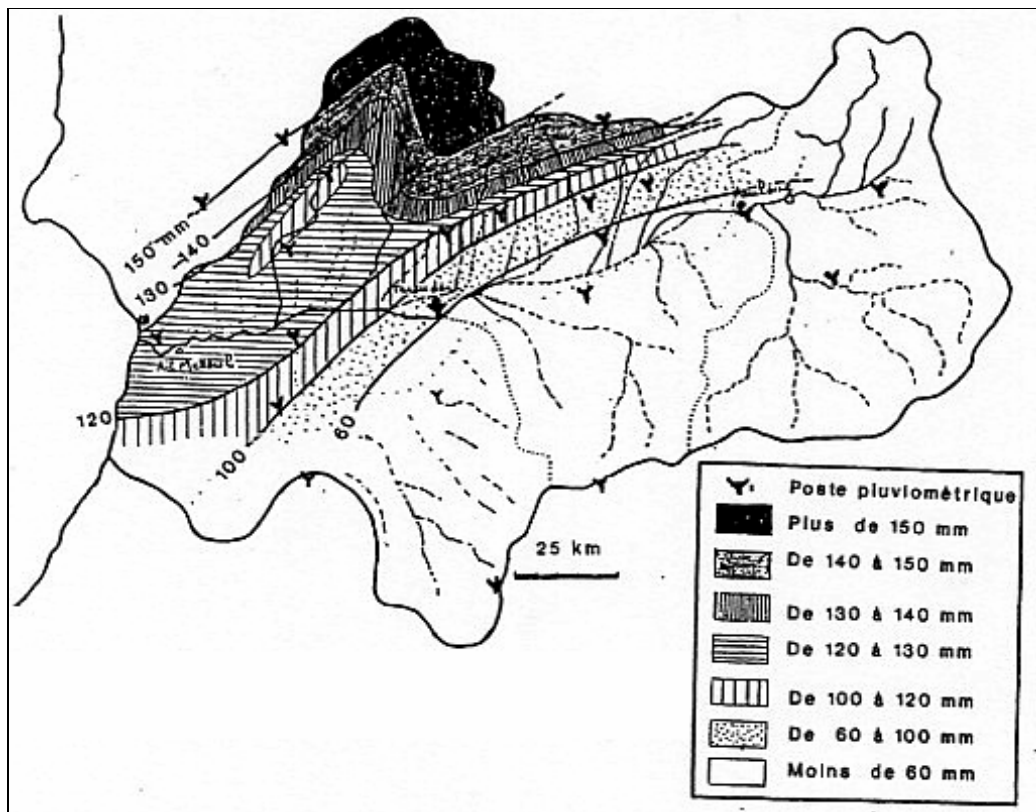 150 mm
140
130
120
100
60
25 km
Poste pluviométrique
Plus de 150 mm
De 140 à 150 mm
De 130 à 140 mm
De 120 à 130 mm
De 100 à 120 mm
De 60 à 100 mm
Moins de 60 mm